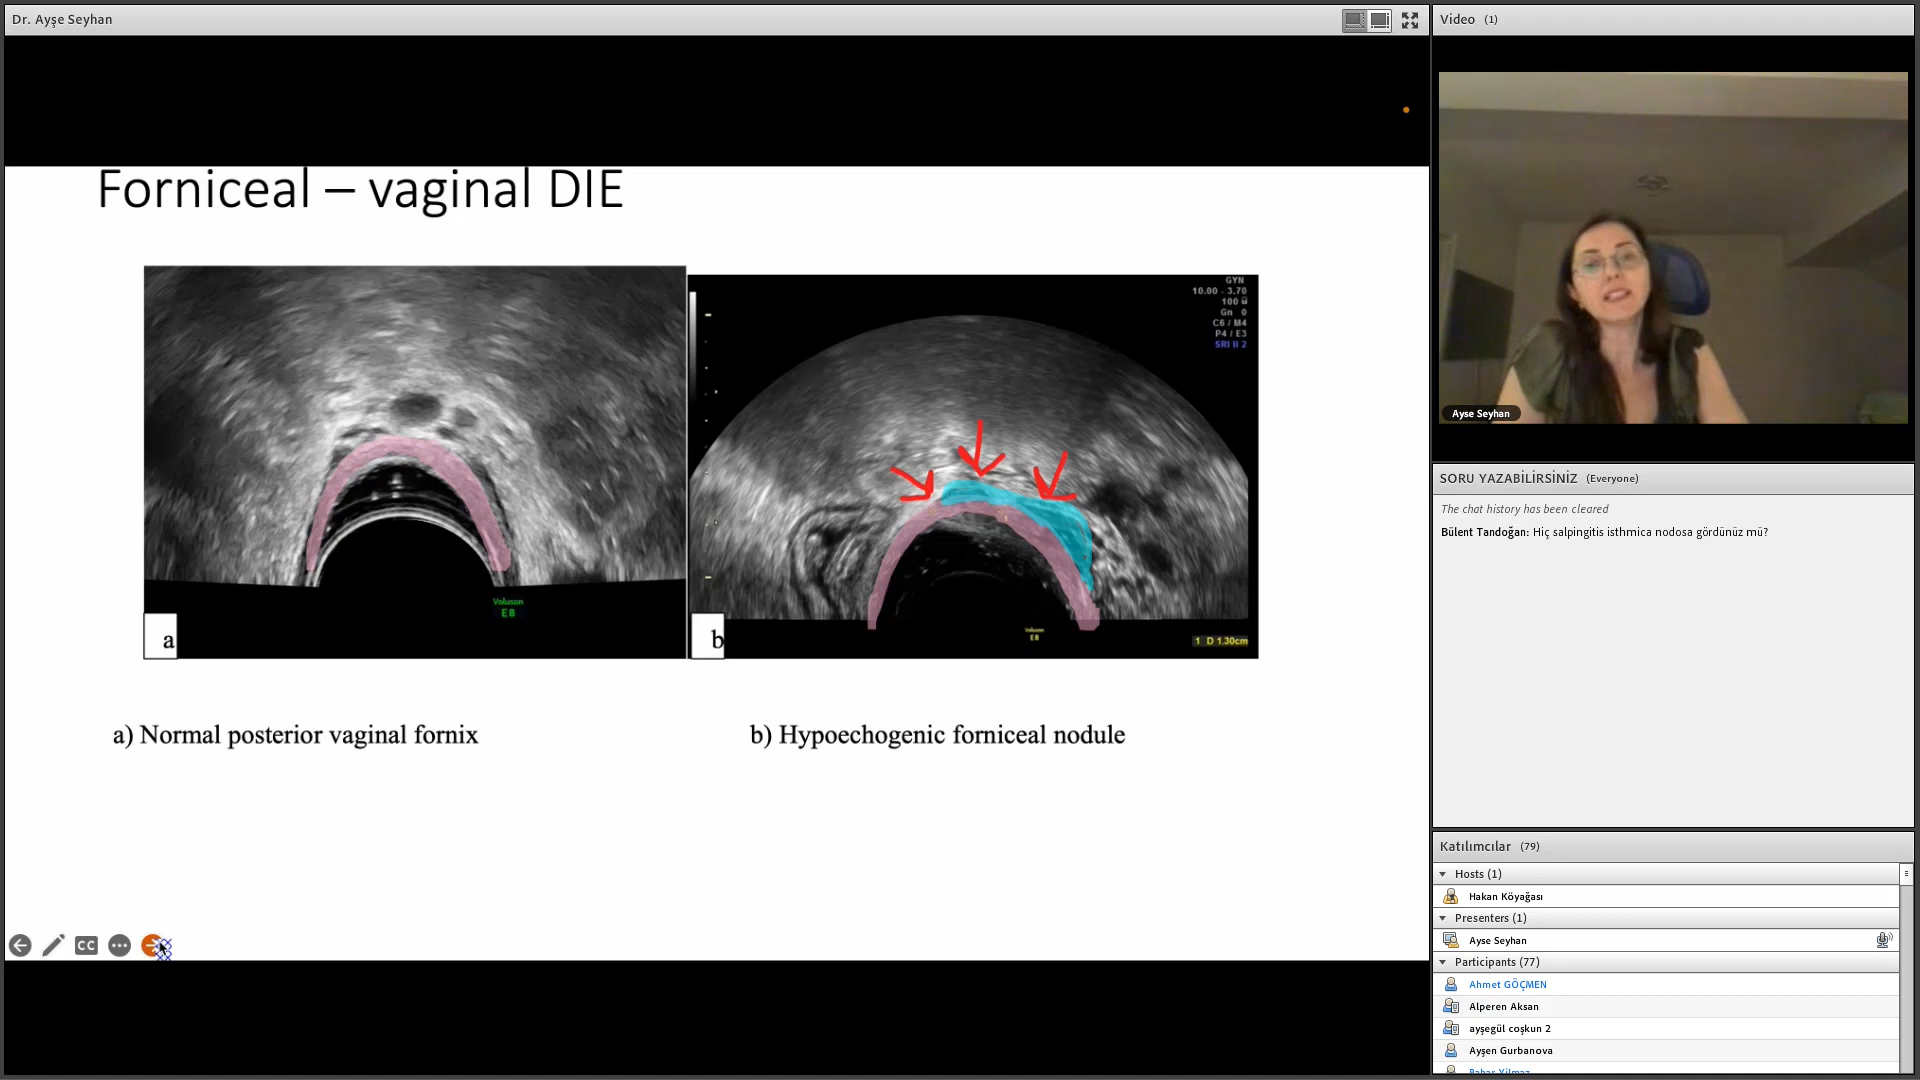 Dr. Ayşe Seyhan
Forniceal – vaginal DIE
Voluson
E8
a
GYN
10.00 - 3.70
100
Gn 0
C6 / M4
P4 / E3
SRI II 2
Voluson
E8
1 D 1.30cm
b
a) Normal posterior vaginal fornix
b) Hypoechogenic forniceal nodule
CC
Video (1)
Ayse Seyhan
SORU YAZABİLİRSİNİZ (Everyone)
The chat history has been cleared
Bülent Tandoğan: Hiç salpingitis isthmica nodosa gördünüz mü?
Katılımcılar (79)
Hosts (1)
Hakan Köyağası
Presenters (1)
Ayse Seyhan
Participants (77)
Ahmet GÖÇMEN
Alperen Aksan
ayşegül coşkun 2
Ayşen Gurbanova